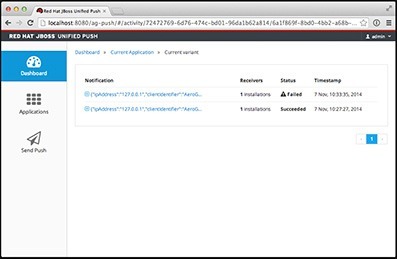 Red Hat JBoss Unified Push
localhost:8080/ag-push/#/activity/72472769-6d76-474c-bd01-96da1b62a814/6a1f869f-8bd0-4bb2-a68b-...
RED HAT JBOSS UNIFIED PUSH
admin
Dashboard
Applications
Send Push
Dashboard » Current Application » Current variant
Notification Receivers Status Timestamp
{"ipAddress":"127.0.0.1","clientIdentifier":"AeroG... 1 installations Failed 7 Nov, 10:33:35, 2014
{"ipAddress":"127.0.0.1","clientIdentifier":"AeroG... 1 installations Succeeded 7 Nov, 10:27:27, 2014
‹ 1 ›